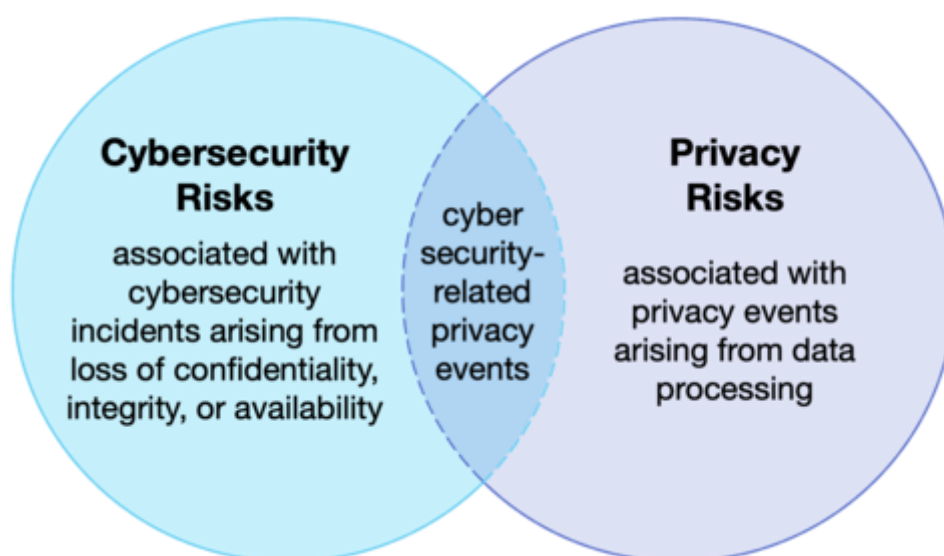 Cybersecurity
Risks
associated with
cybersecurity
incidents arising from
loss of confidentiality,
integrity, or availability
cyber
security-
related
privacy
events
Privacy
Risks
associated with
privacy events
arising from data
processing